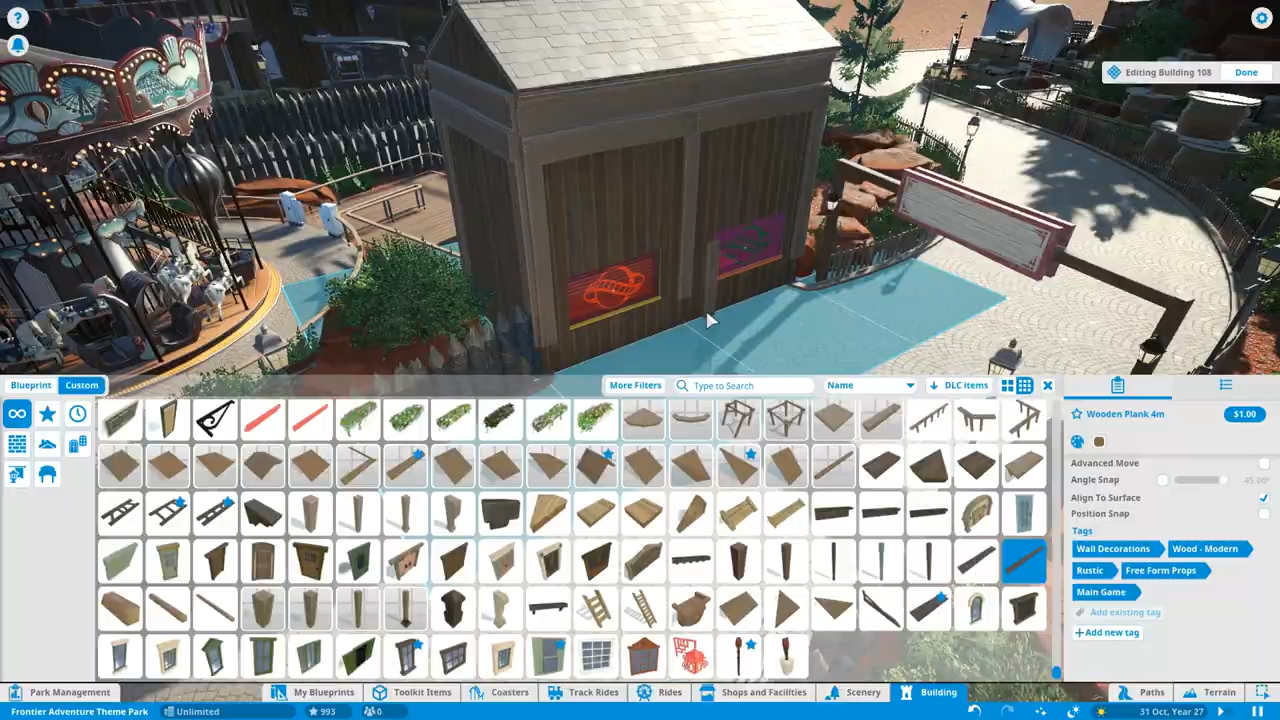 ?
Editing Building 108
Done
Blueprint
Custom
More Filters
Type to Search
Name
DLC items
Wooden Plank 4m
$1.00
Advanced Move
Angle Snap
45.00°
Align To Surface
Position Snap
Tags
Wall Decorations
Wood - Modern
Rustic
Free Form Props
Main Game
Add existing tag
+Add new tag
Park Management
My Blueprints
Toolkit Items
Coasters
Track Rides
Rides
Shops and Facilities
Scenery
Building
Paths
Terrain
Frontier Adventure Theme Park
Unlimited
993
0
31 Oct, Year 27